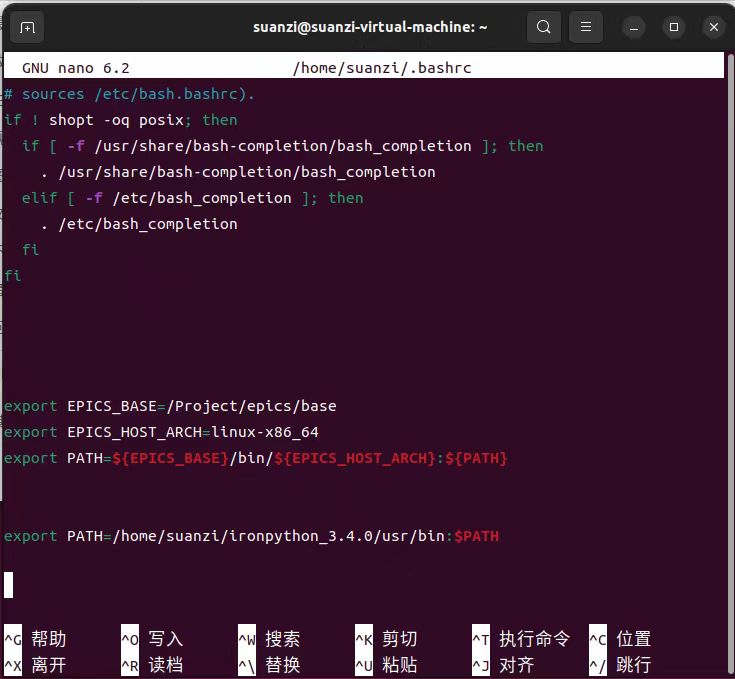 suanzi@suanzi-virtual-machine: ~
GNU nano 6.2 /home/suanzi/.bashrc
# sources /etc/bash.bashrc).
if ! shopt -oq posix; then
  if [ -f /usr/share/bash-completion/bash_completion ]; then
    . /usr/share/bash-completion/bash_completion
  elif [ -f /etc/bash_completion ]; then
    . /etc/bash_completion
  fi
fi
export EPICS_BASE=/Project/epics/base
export EPICS_HOST_ARCH=linux-x86_64
export PATH=${EPICS_BASE}/bin/${EPICS_HOST_ARCH}:${PATH}
export PATH=/home/suanzi/ironpython_3.4.0/usr/bin:$PATH
^G 帮助 ^O 写入 ^W 搜索 ^K 剪切 ^T 执行命令 ^C 位置
^X 离开 ^R 读档 ^\ 替换 ^U 粘贴 ^J 对齐 ^/ 跳行